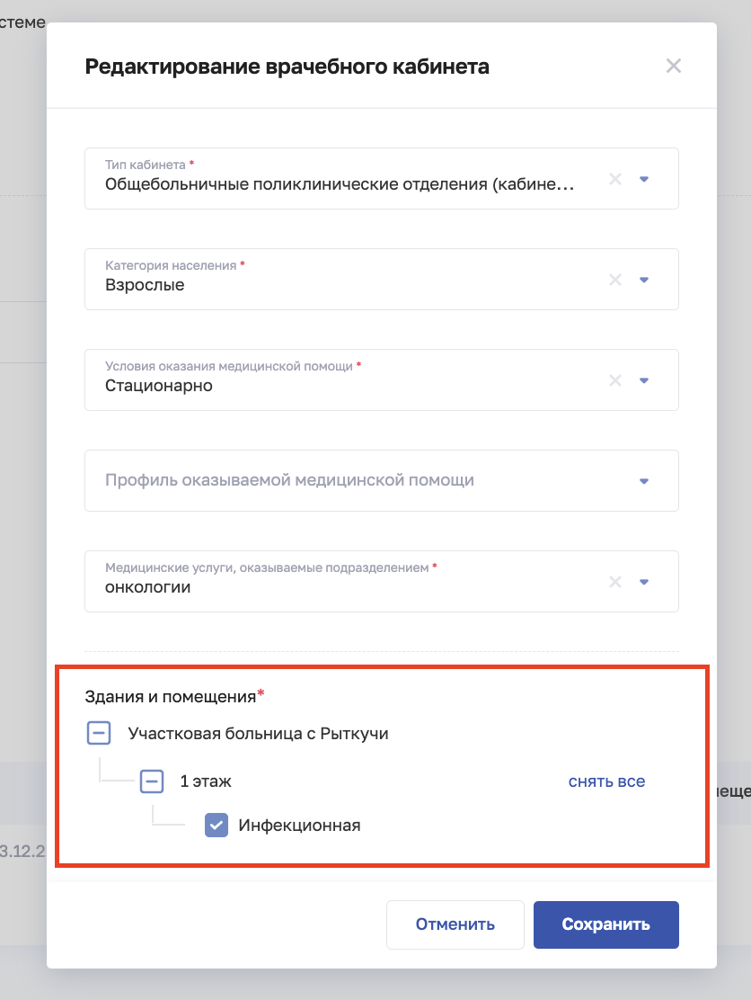 стеме
Редактирование врачебного кабинета
Тип кабинета *
Общебольничные поликлинические отделения (кабине...
Категория населения *
Взрослые
Условия оказания медицинской помощи *
Стационарно
Профиль оказываемой медицинской помощи
Медицинские услуги, оказываемые подразделением *
онкологии
Здания и помещения*
Участковая больница с Рыткучи
1 этаж снять все
еще
Инфекционная
3.12.2
Отменить Сохранить